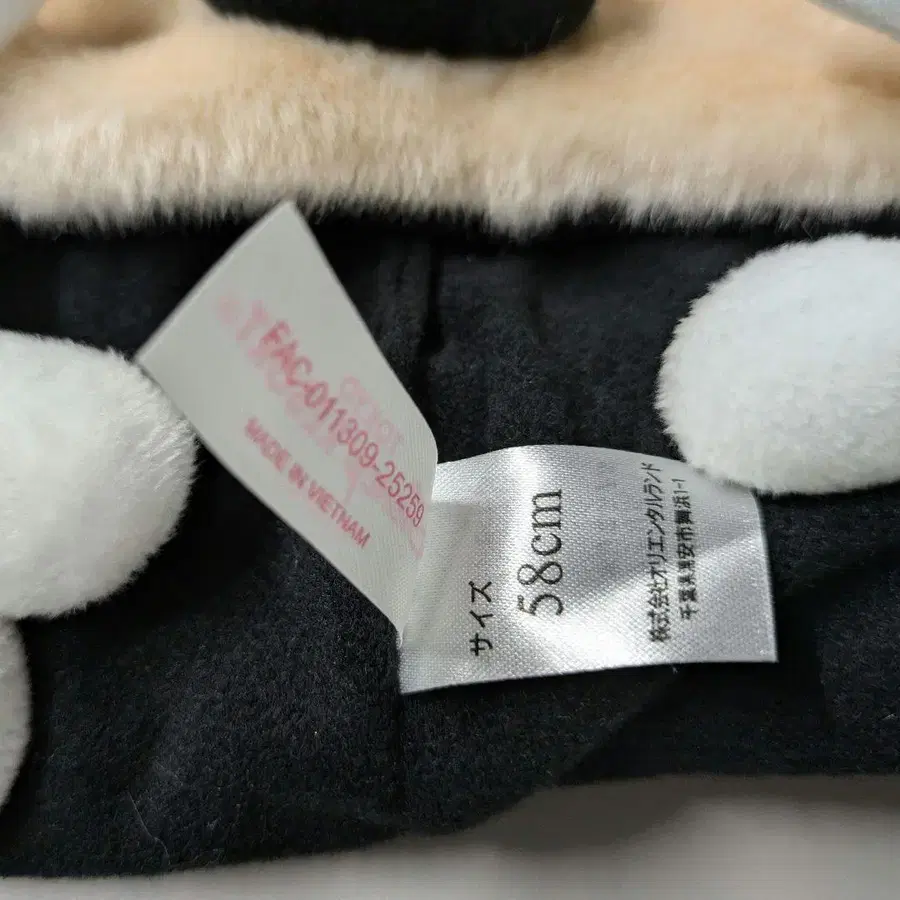 FAC-011309-25259
MADE IN VIETNAM
サイズ
58cm
株式会社オリエンタルランド
千葉県浦安市舞浜1-1